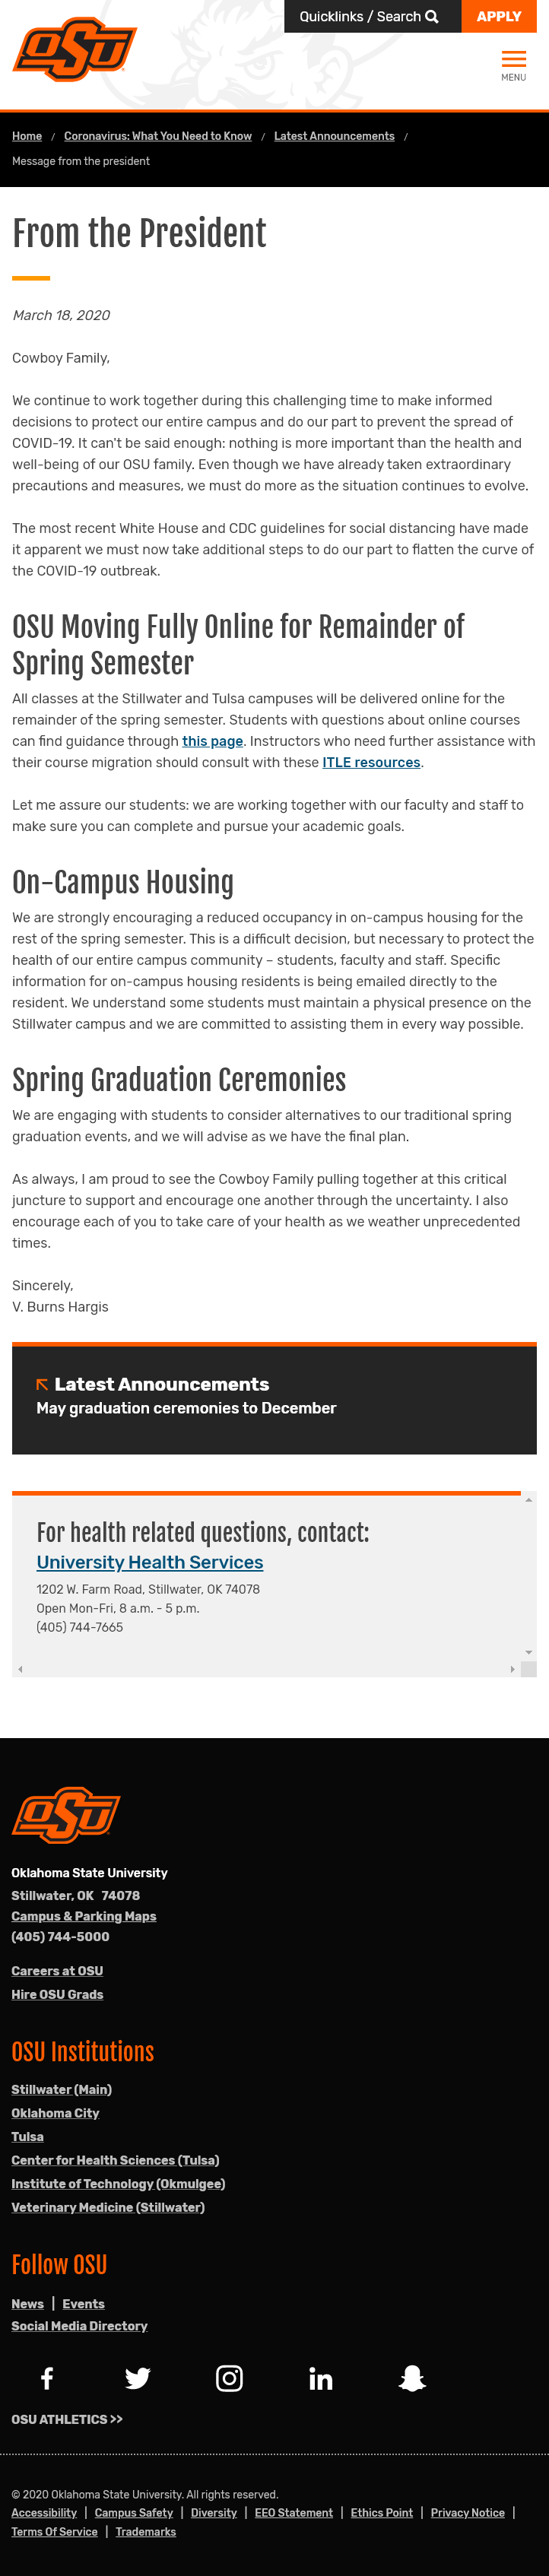 Quicklinks / Search
APPLY
OSU
MENU
Home / Coronavirus: What You Need to Know / Latest Announcements /
Message from the president
From the President
March 18, 2020
Cowboy Family,
We continue to work together during this challenging time to make informed
decisions to protect our entire campus and do our part to prevent the spread of
COVID-19. It can't be said enough: nothing is more important than the health and
well-being of our OSU family. Even though we have already taken extraordinary
precautions and measures, we must do more as the situation continues to evolve.
The most recent White House and CDC guidelines for social distancing have made
it apparent we must now take additional steps to do our part to flatten the curve of
the COVID-19 outbreak.
OSU Moving Fully Online for Remainder of
Spring Semester
All classes at the Stillwater and Tulsa campuses will be delivered online for the
remainder of the spring semester. Students with questions about online courses
can find guidance through this page. Instructors who need further assistance with
their course migration should consult with these ITLE resources.
Let me assure our students: we are working together with our faculty and staff to
make sure you can complete and pursue your academic goals.
On-Campus Housing
We are strongly encouraging a reduced occupancy in on-campus housing for the
rest of the spring semester. This is a difficult decision, but necessary to protect the
health of our entire campus community – students, faculty and staff. Specific
information for on-campus housing residents is being emailed directly to the
resident. We understand some students must maintain a physical presence on the
Stillwater campus and we are committed to assisting them in every way possible.
Spring Graduation Ceremonies
We are engaging with students to consider alternatives to our traditional spring
graduation events, and we will advise as we have the final plan.
As always, I am proud to see the Cowboy Family pulling together at this critical
juncture to support and encourage one another through the uncertainty. I also
encourage each of you to take care of your health as we weather unprecedented
times.
Sincerely,
V. Burns Hargis
Latest Announcements
May graduation ceremonies to December
For health related questions, contact:
University Health Services
1202 W. Farm Road, Stillwater, OK 74078
Open Mon-Fri, 8 a.m. - 5 p.m.
(405) 744-7665
OSU
Oklahoma State University
Stillwater, OK 74078
Campus & Parking Maps
(405) 744-5000
Careers at OSU
Hire OSU Grads
OSU Institutions
Stillwater (Main)
Oklahoma City
Tulsa
Center for Health Sciences (Tulsa)
Institute of Technology (Okmulgee)
Veterinary Medicine (Stillwater)
Follow OSU
News | Events
Social Media Directory
OSU ATHLETICS >>
© 2020 Oklahoma State University. All rights reserved.
Accessibility | Campus Safety | Diversity | EEO Statement | Ethics Point | Privacy Notice |
Terms Of Service | Trademarks